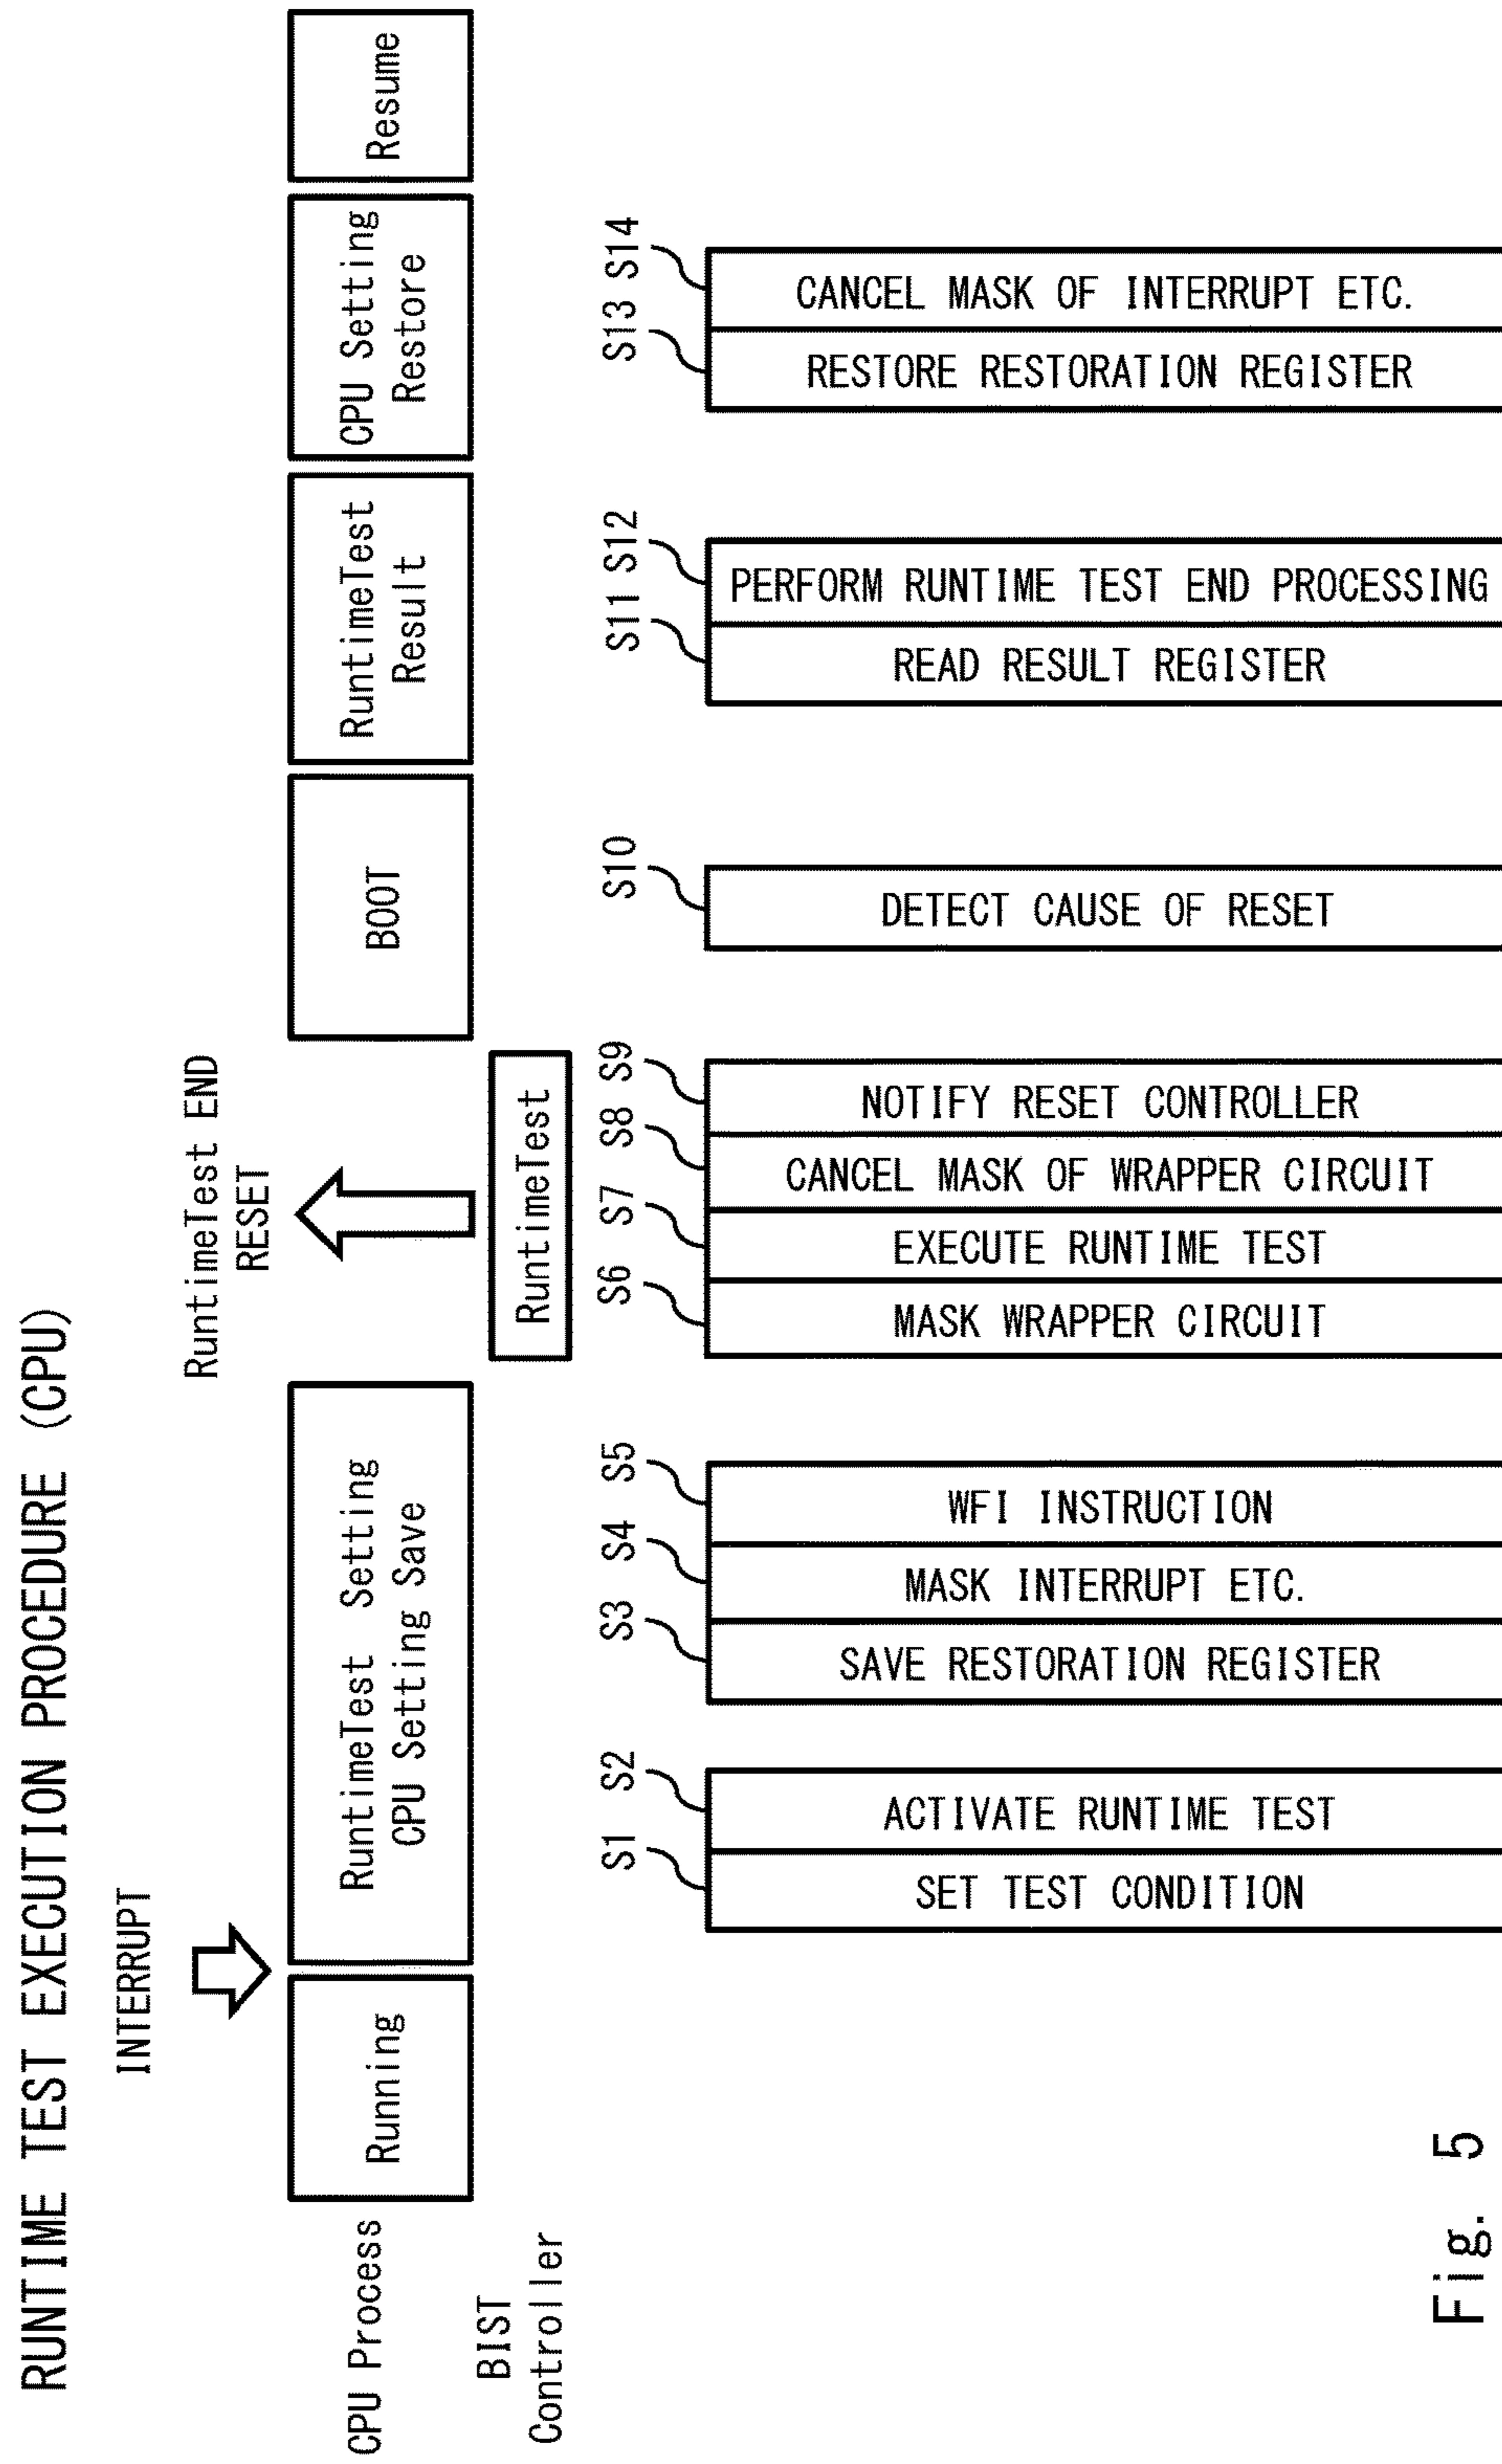 RUNTIME TEST EXECUTION PROCEDURE (CPU)
INTERRUPT
RuntimeTest END
RESET
CPU Process
Running
RuntimeTest Setting
CPU Setting Save
BOOT
RuntimeTest
Result
CPU Setting
Restore
Resume
BIST
Controller
RuntimeTest
S1
SET TEST CONDITION
S2
ACTIVATE RUNTIME TEST
S3
SAVE RESTORATION REGISTER
S4
MASK INTERRUPT ETC.
S5
WFI INSTRUCTION
S6
MASK WRAPPER CIRCUIT
S7
EXECUTE RUNTIME TEST
S8
CANCEL MASK OF WRAPPER CIRCUIT
S9
NOTIFY RESET CONTROLLER
S10
DETECT CAUSE OF RESET
S11
READ RESULT REGISTER
S12
PERFORM RUNTIME TEST END PROCESSING
S13
RESTORE RESTORATION REGISTER
S14
CANCEL MASK OF INTERRUPT ETC.
Fig. 5